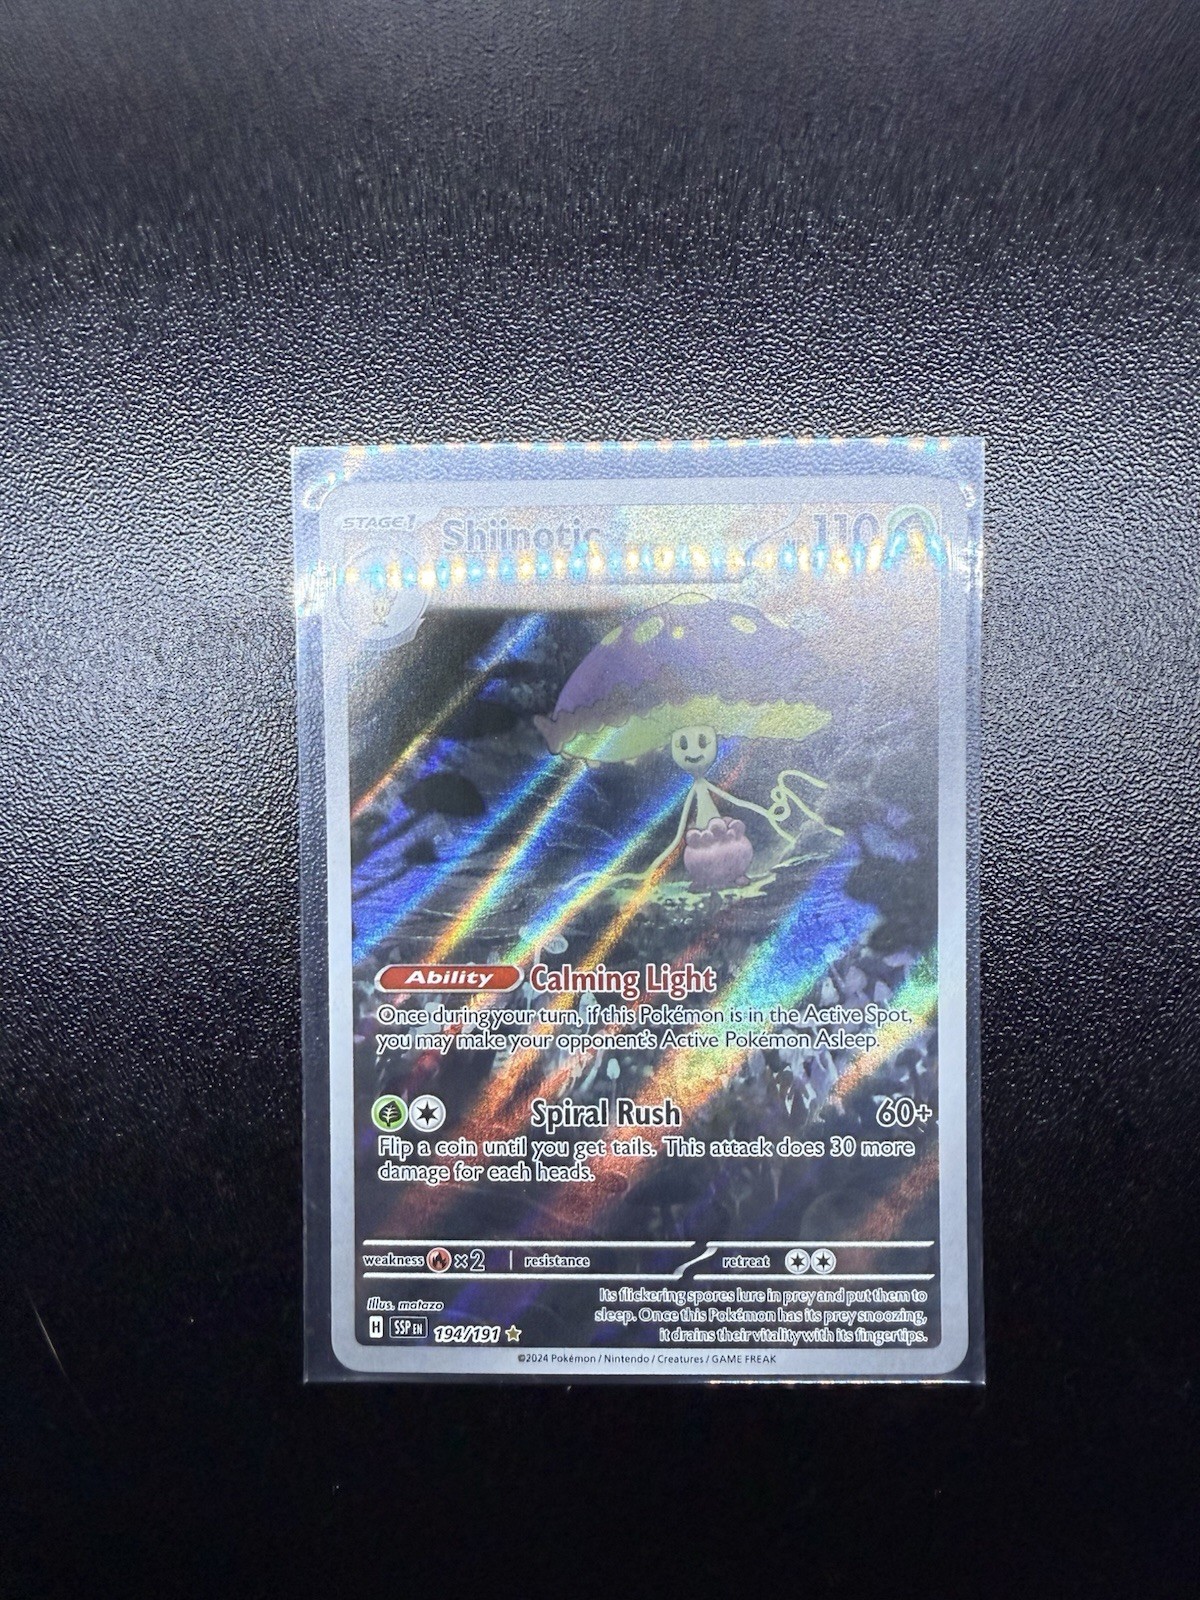 STAGE 1 Shiinotic 110
Ability Calming Light
Once during your turn, if this Pokémon is in the Active Spot,
you may make your opponent's Active Pokémon Asleep.
Spiral Rush 60+
Flip a coin until you get tails. This attack does 30 more
damage for each heads.
weakness ×2 resistance retreat
Its flickering spores lure in prey and put them to
sleep. Once this Pokémon has its prey snoozing,
it drains their vitality with its fingertips.
Illus. matazo
H SSP EN 194/191
©2024 Pokémon / Nintendo / Creatures / GAME FREAK